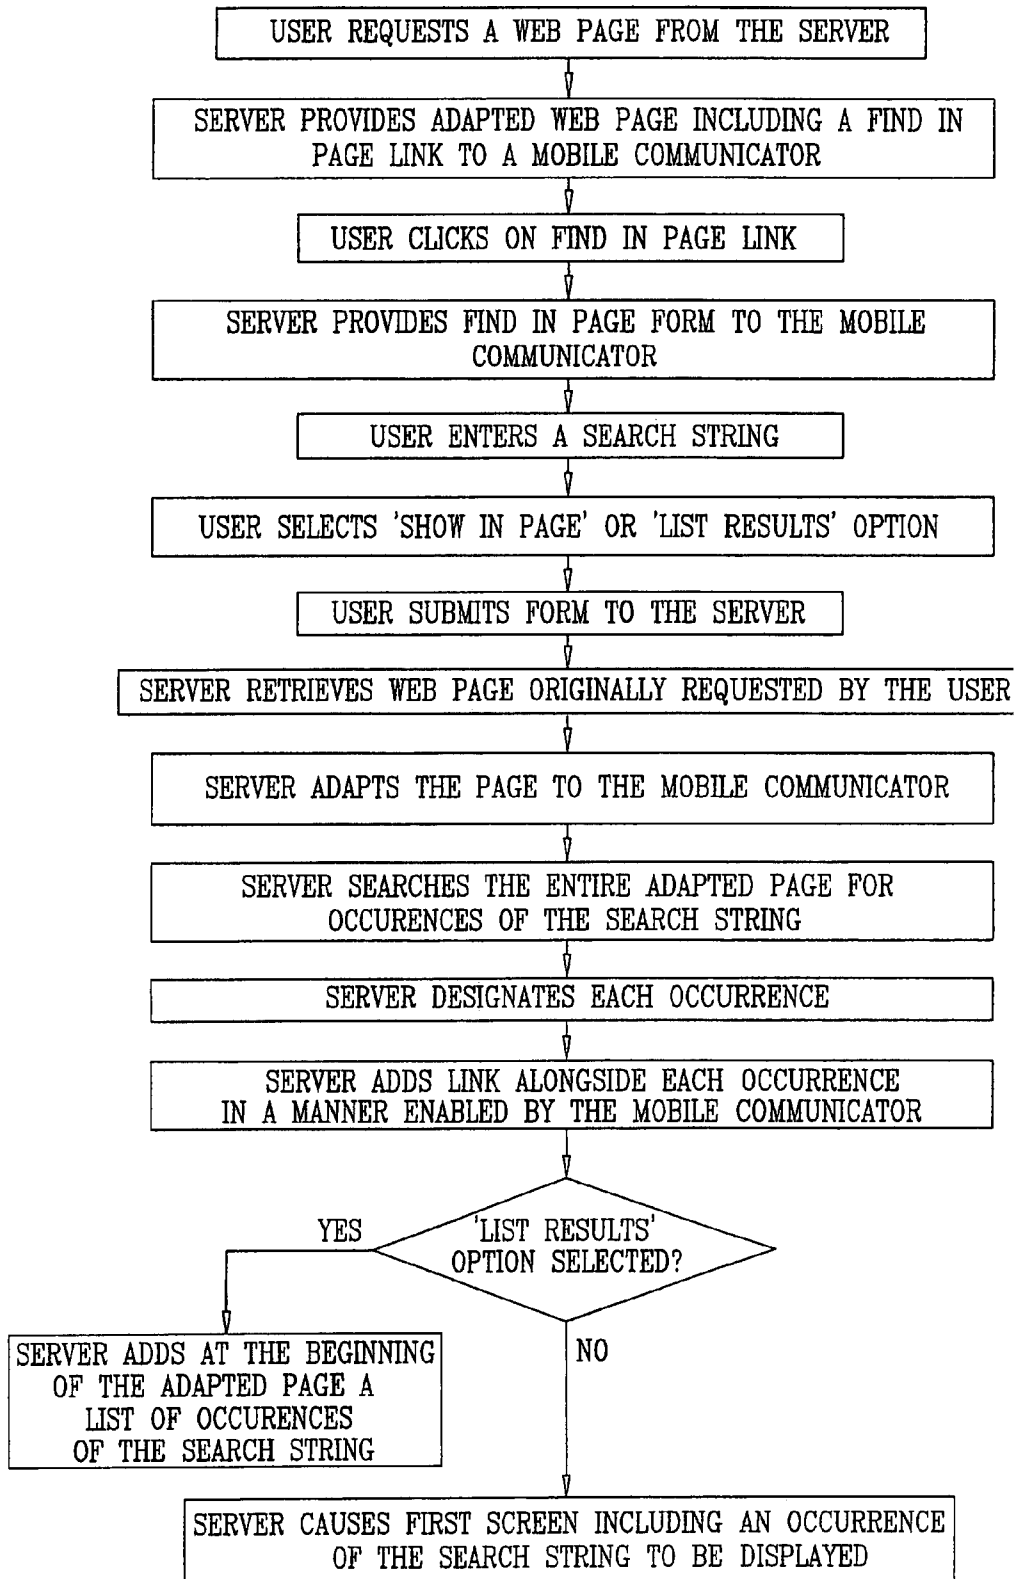 USER REQUESTS A WEB PAGE FROM THE SERVER
SERVER PROVIDES ADAPTED WEB PAGE INCLUDING A FIND IN
PAGE LINK TO A MOBILE COMMUNICATOR
USER CLICKS ON FIND IN PAGE LINK
SERVER PROVIDES FIND IN PAGE FORM TO THE MOBILE
COMMUNICATOR
USER ENTERS A SEARCH STRING
USER SELECTS 'SHOW IN PAGE' OR 'LIST RESULTS' OPTION
USER SUBMITS FORM TO THE SERVER
SERVER RETRIEVES WEB PAGE ORIGINALLY REQUESTED BY THE USER
SERVER ADAPTS THE PAGE TO THE MOBILE COMMUNICATOR
SERVER SEARCHES THE ENTIRE ADAPTED PAGE FOR
OCCURENCES OF THE SEARCH STRING
SERVER DESIGNATES EACH OCCURRENCE
SERVER ADDS LINK ALONGSIDE EACH OCCURRENCE
IN A MANNER ENABLED BY THE MOBILE COMMUNICATOR
'LIST RESULTS'
OPTION SELECTED?
YES
NO
SERVER ADDS AT THE BEGINNING
OF THE ADAPTED PAGE A
LIST OF OCCURENCES
OF THE SEARCH STRING
SERVER CAUSES FIRST SCREEN INCLUDING AN OCCURRENCE
OF THE SEARCH STRING TO BE DISPLAYED